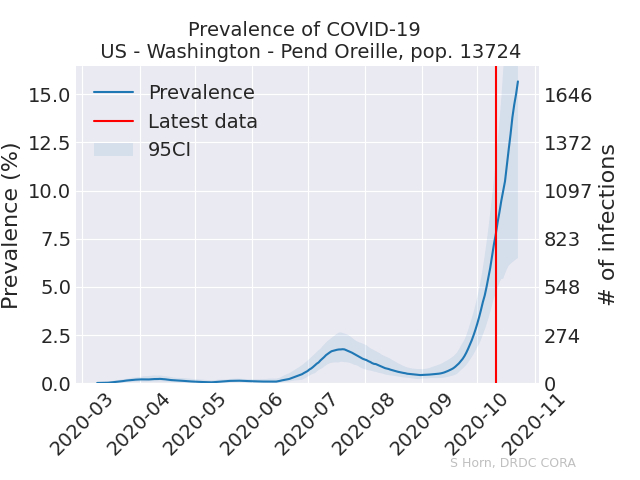 Prevalence of COVID-19
US - Washington - Pend Oreille, pop. 13724
Prevalence
Latest data
95CI
Prevalence (%)
15.0
12.5
10.0
7.5
5.0
2.5
0.0
1646
1372
1097
823
548
274
0
# of infections
2020-03
2020-04
2020-05
2020-06
2020-07
2020-08
2020-09
2020-10
2020-11
S Horn, DRDC CORA